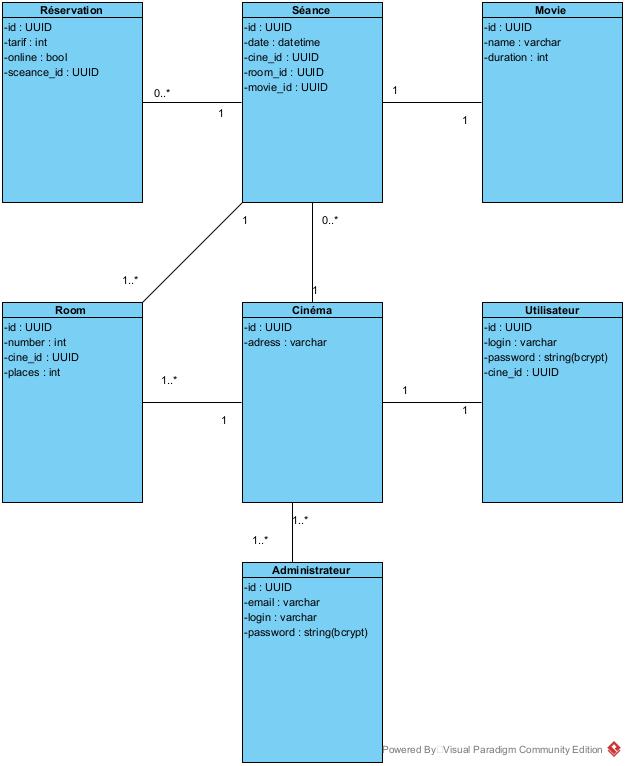 Réservation
-id : UUID
-tarif : int
-online : bool
-sceance_id : UUID
Séance
-id : UUID
-date : datetime
-cine_id : UUID
-room_id : UUID
-movie_id : UUID
Movie
-id : UUID
-name : varchar
-duration : int
0..*
1
1
1
1
1..*
0..*
1
Room
-id : UUID
-number : int
-cine_id : UUID
-places : int
Cinéma
-id : UUID
-adress : varchar
Utilisateur
-id : UUID
-login : varchar
-password : string(bcrypt)
-cine_id : UUID
1..*
1
1
1
1..*
1..*
Administrateur
-id : UUID
-email : varchar
-login : varchar
-password : string(bcrypt)
Powered By Visual Paradigm Community Edition